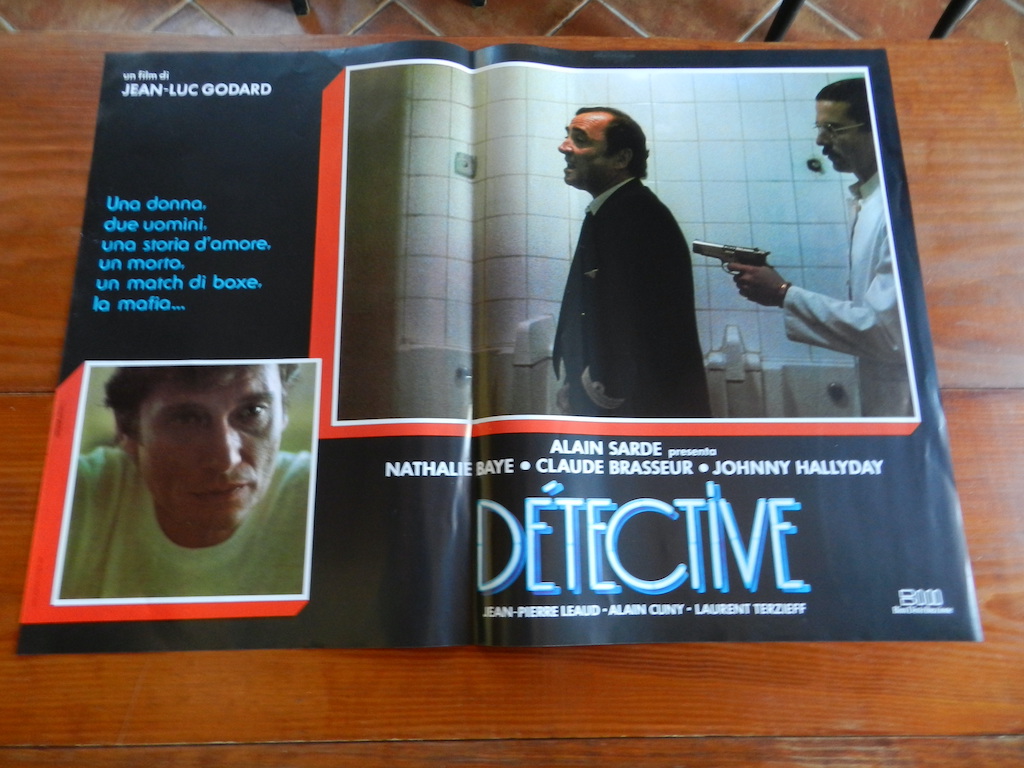 un film di
JEAN-LUC GODARD
Una donna,
due uomini,
una storia d'amore,
un morto,
un match di boxe,
la mafia...
ALAIN SARDE presenta
NATHALIE BAYE • CLAUDE BRASSEUR • JOHNNY HALLYDAY
DÉTECTIVE
JEAN-PIERRE LEAUD - ALAIN CUNY - LAURENT TERZIEFF